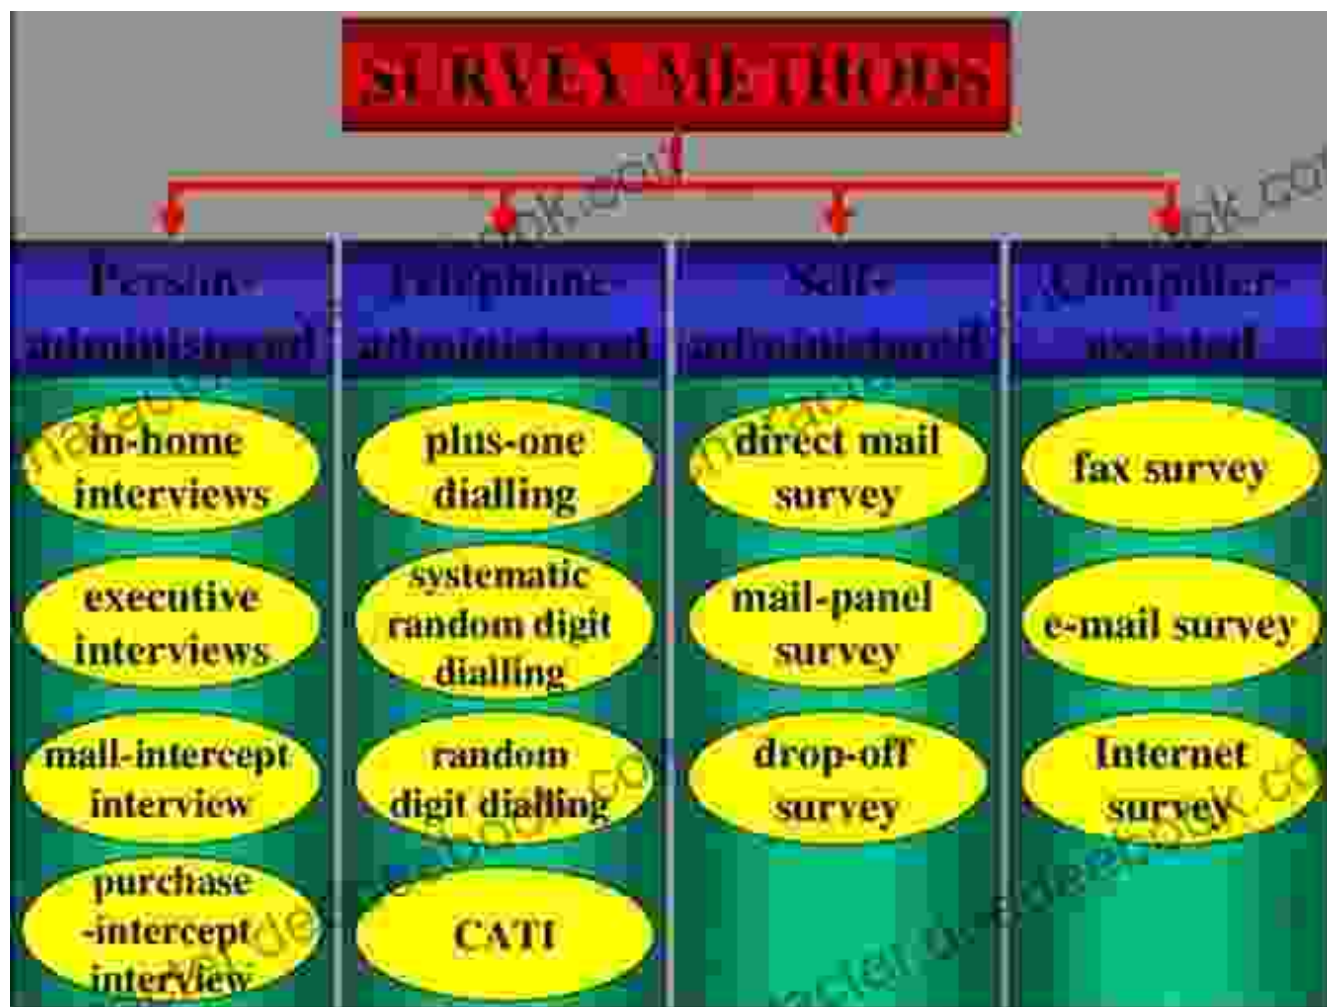 SURVEY METHODS
Person-
administered
Telephone-
administered
Self-
administered
Computer-
assisted
in-home
interviews
executive
interviews
mall-intercept
interview
purchase
-intercept
interview
plus-one
dialling
systematic
random digit
dialling
random
digit dialling
CATI
direct mail
survey
mail-panel
survey
drop-off
survey
fax survey
e-mail survey
Internet
survey